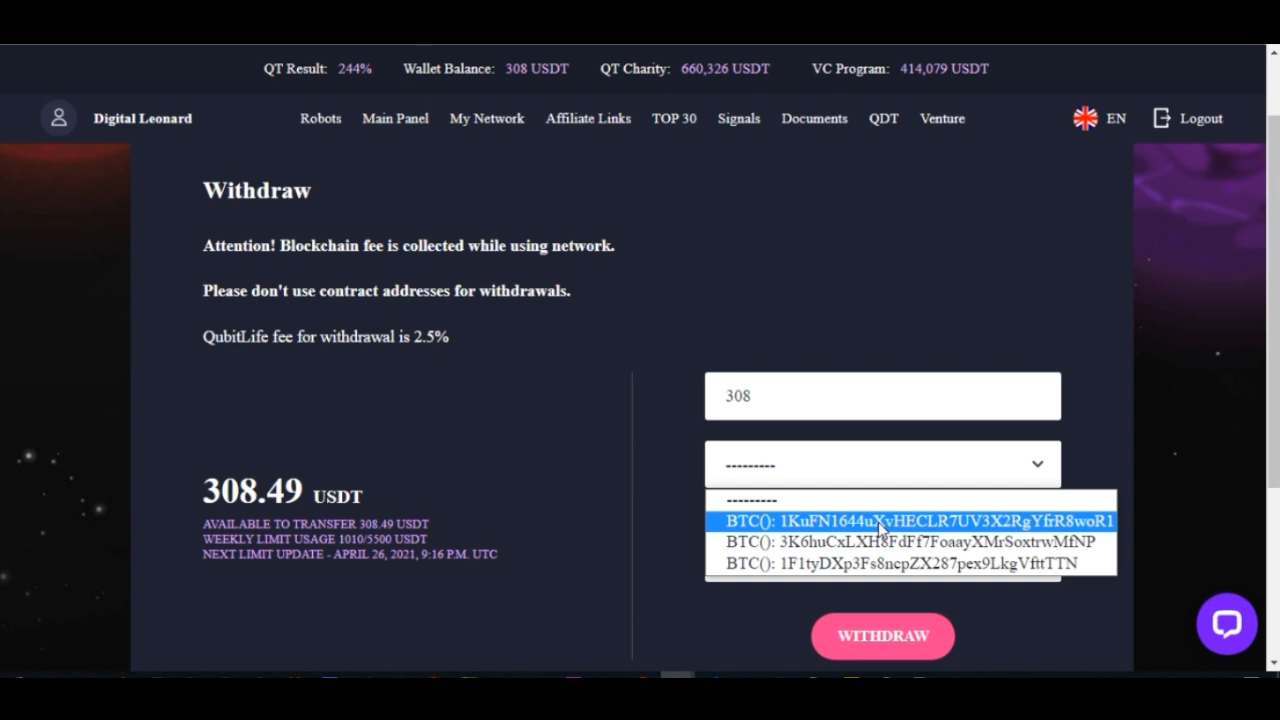 QT Result: 244% Wallet Balance: 308 USDT QT Charity: 660,326 USDT VC Program: 414,079 USDT
Digital Leonard Robots Main Panel My Network Affiliate Links TOP 30 Signals Documents QDT Venture EN Logout
Withdraw
Attention! Blockchain fee is collected while using network.
Please don't use contract addresses for withdrawals.
QubitLife fee for withdrawal is 2.5%
308
---------
---------
308.49 USDT
AVAILABLE TO TRANSFER 308.49 USDT
WEEKLY LIMIT USAGE 1010/5500 USDT
NEXT LIMIT UPDATE - APRIL 26, 2021, 9:16 P.M. UTC
BTC(): 1KuFN1644uXvHECLR7UV3X2RgYfrR8woR1
BTC(): 3K6huCxLXH8FdFf7FoaayXMrSoxtrwMfNP
BTC(): 1F1tyDXp3Fs8ncpZX287pex9LkgVfttTTN
WITHDRAW